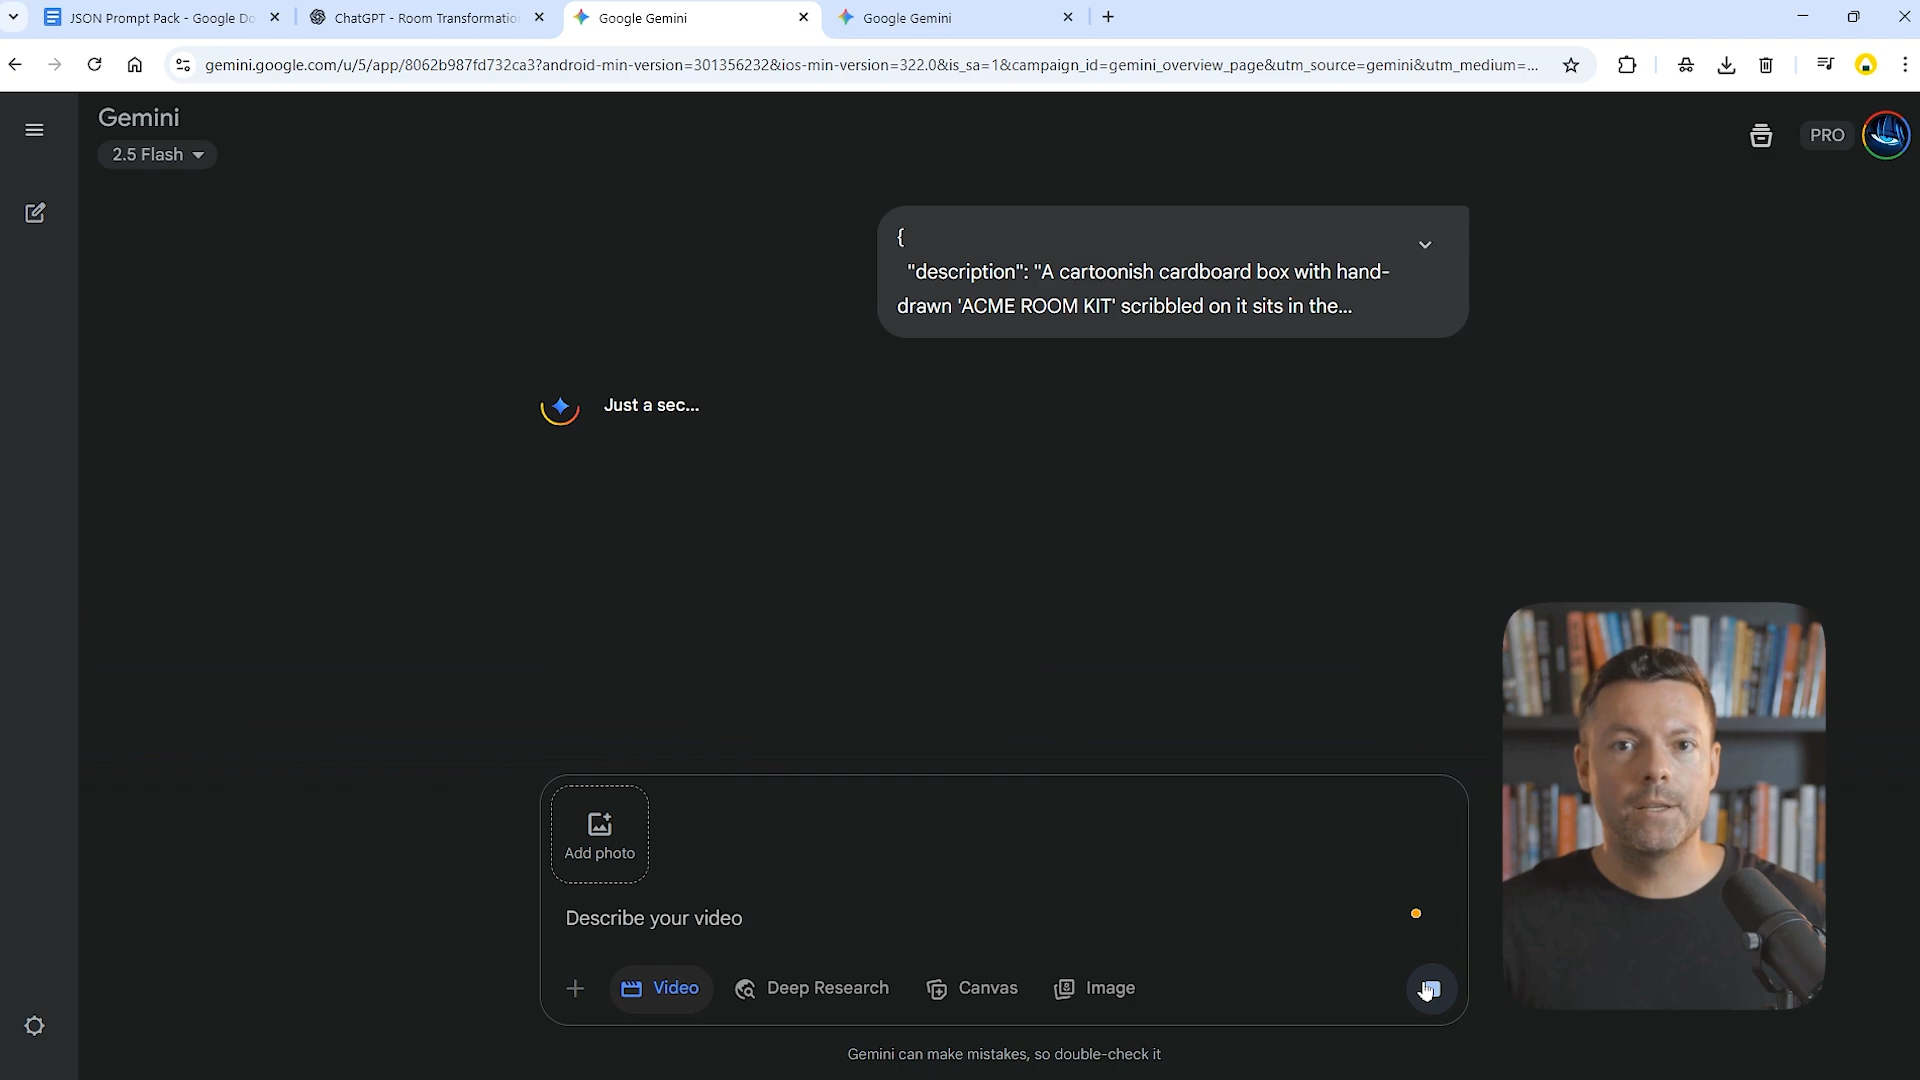 JSON Prompt Pack - Google Do
ChatGPT - Room Transformatio
Google Gemini
Google Gemini
gemini.google.com/u/5/app/8062b987fd732ca3?android-min-version=301356232&ios-min-version=322.0&is_sa=1&campaign_id=gemini_overview_page&utm_source=gemini&utm_medium=...
Gemini
2.5 Flash
PRO
{
"description": "A cartoonish cardboard box with hand-
drawn 'ACME ROOM KIT' scribbled on it sits in the...
Just a sec...
Add photo
Describe your video
Video
Deep Research
Canvas
Image
Gemini can make mistakes, so double-check it